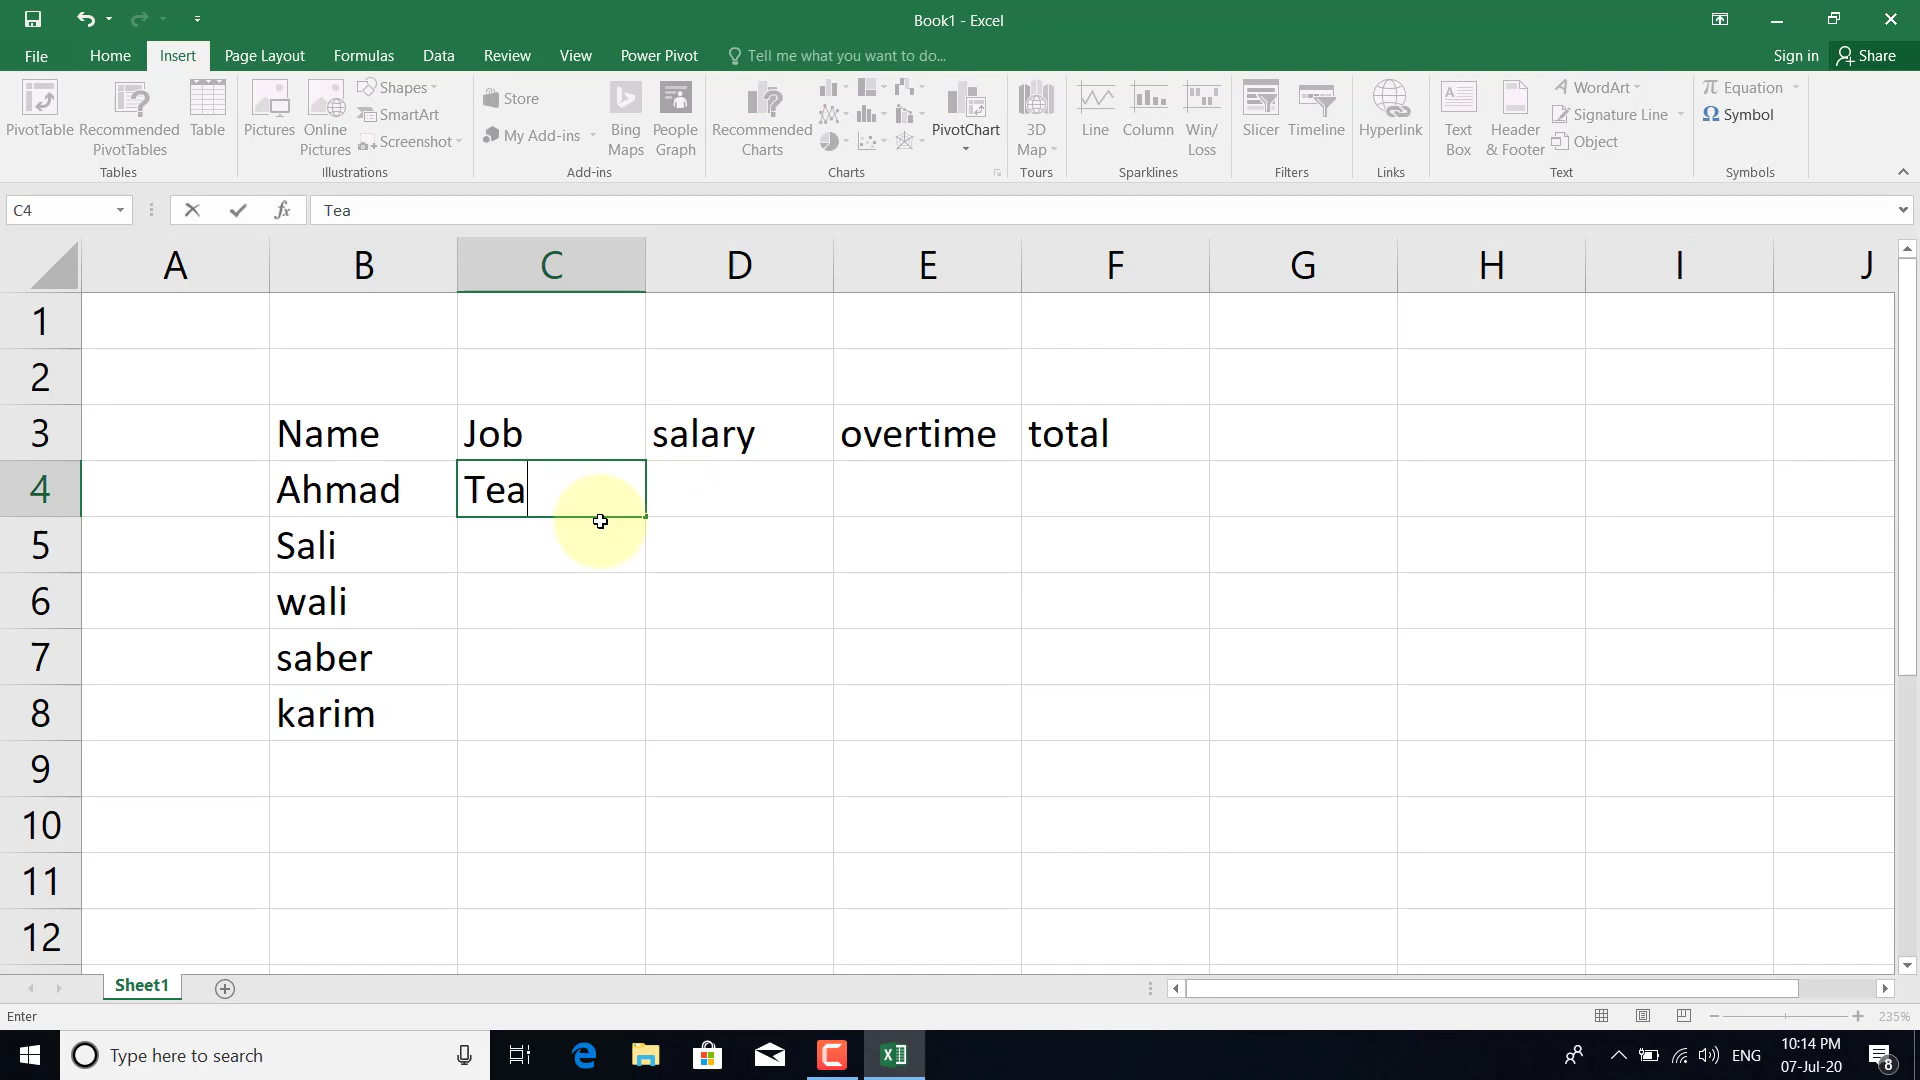 Book1 - Excel
File Home Insert Page Layout Formulas Data Review View Power Pivot Tell me what you want to do... Sign in Share
PivotTable Recommended PivotTables Table
Tables
Pictures Online Pictures Shapes SmartArt Screenshot
Illustrations
Store My Add-ins Bing Maps People Graph
Add-ins
Recommended Charts PivotChart
Charts
3D Map
Tours
Line Column Win/ Loss
Sparklines
Slicer Timeline
Filters
Hyperlink
Links
Text Box Header & Footer WordArt Signature Line Object
Text
Equation Symbol
Symbols
C4 fx Tea
A B C D E F G H I J
1
2
3 Name Job salary overtime total
4 Ahmad Tea
5 Sali
6 wali
7 saber
8 karim
9
10
11
12
Sheet1
Enter 235%
Type here to search ENG 10:14 PM
07-Jul-20 8